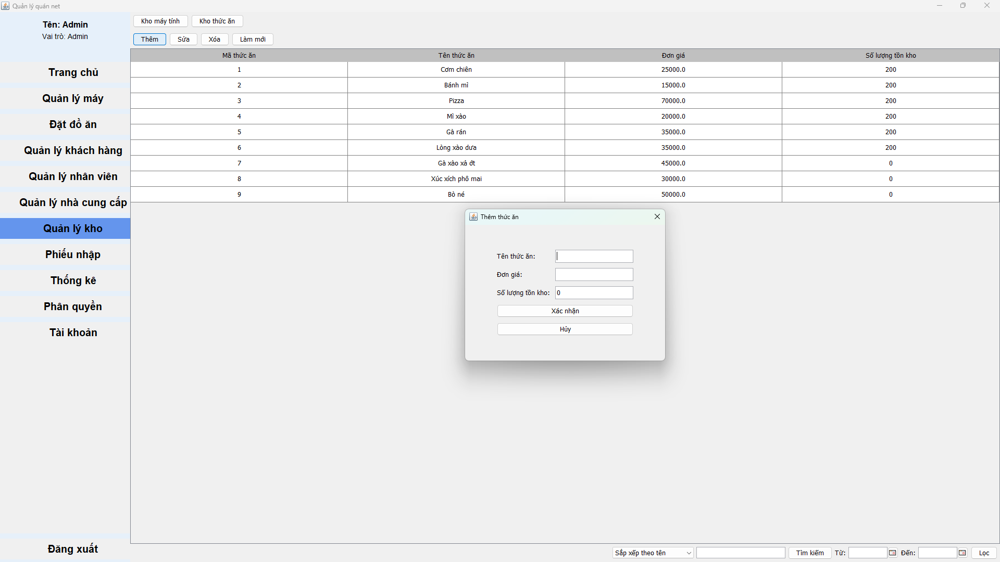 Quản lý quán net
Tên: Admin
Vai trò: Admin
Trang chủ
Quản lý máy
Đặt đồ ăn
Quản lý khách hàng
Quản lý nhân viên
Quản lý nhà cung cấp
Quản lý kho
Phiếu nhập
Thống kê
Phân quyền
Tài khoản
Đăng xuất
Kho máy tính Kho thức ăn
Thêm Sửa Xóa Làm mới
Mã thức ăn Tên thức ăn Đơn giá Số lượng tồn kho
1 Cơm chiên 25000.0 200
2 Bánh mì 15000.0 200
3 Pizza 70000.0 200
4 Mì xào 20000.0 200
5 Gà rán 35000.0 200
6 Lòng xào dưa 35000.0 200
7 Gà xào xả ớt 45000.0 0
8 Xúc xích phô mai 30000.0 0
9 Bò né 50000.0 0
Thêm thức ăn
Tên thức ăn:
Đơn giá:
Số lượng tồn kho: 0
Xác nhận
Hủy
Sắp xếp theo tên Tìm kiếm Từ: Đến: Lọc